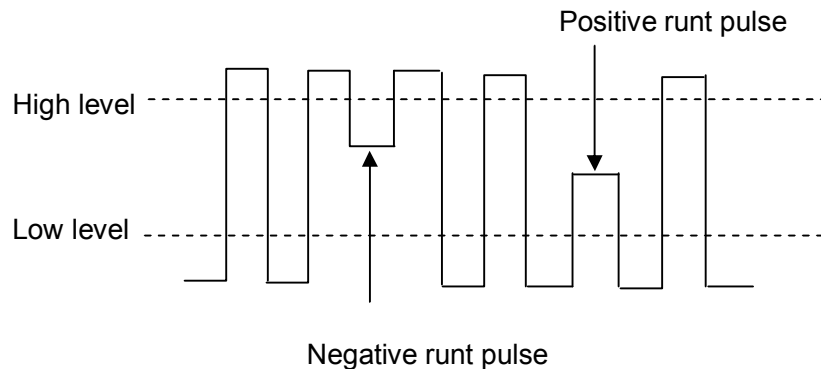 Positive runt pulse
High level
Low level
Negative runt pulse